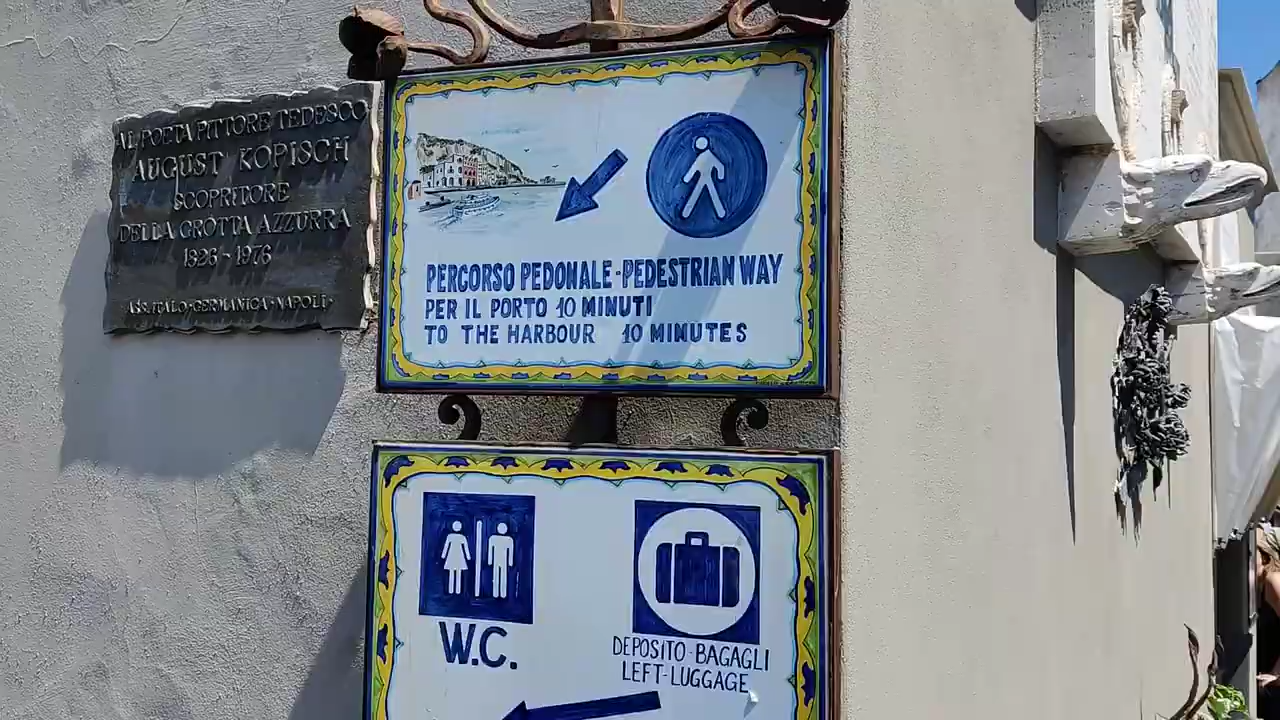 AL POETA PITTORE TEDESCO
AUGUST KOPISCH
SCOPRITORE
DELLA GROTTA AZZURRA
1826 - 1976
ASS. ITALO-GERMANICA-NAPOLI
PERCORSO PEDONALE-PEDESTRIAN WAY
PER IL PORTO 10 MINUTI
TO THE HARBOUR 10 MINUTES
W.C.
DEPOSITO-BAGAGLI
LEFT-LUGGAGE